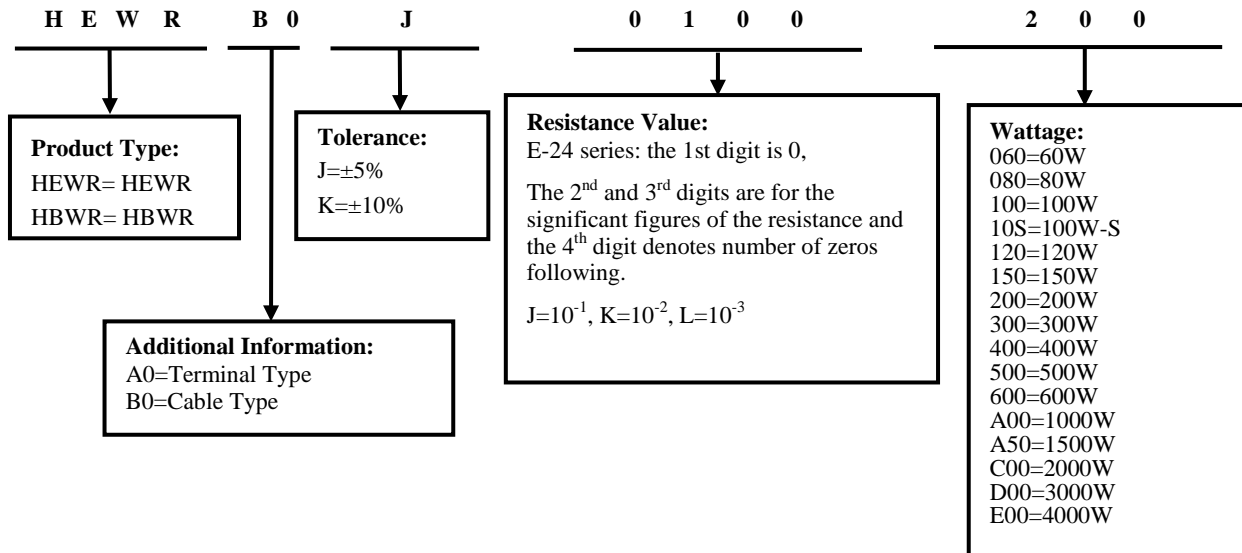 H E W R B 0 J 0 1 0 0 2 0 0
Product Type:
HEWR= HEWR
HBWR= HBWR
Tolerance:
J=±5%
K=±10%
Resistance Value:
E-24 series: the 1st digit is 0,
The 2nd and 3rd digits are for the
significant figures of the resistance and
the 4th digit denotes number of zeros
following.
J=10-1, K=10-2, L=10-3
Wattage:
060=60W
080=80W
100=100W
10S=100W-S
120=120W
150=150W
200=200W
300=300W
400=400W
500=500W
600=600W
A00=1000W
A50=1500W
C00=2000W
D00=3000W
E00=4000W
Additional Information:
A0=Terminal Type
B0=Cable Type